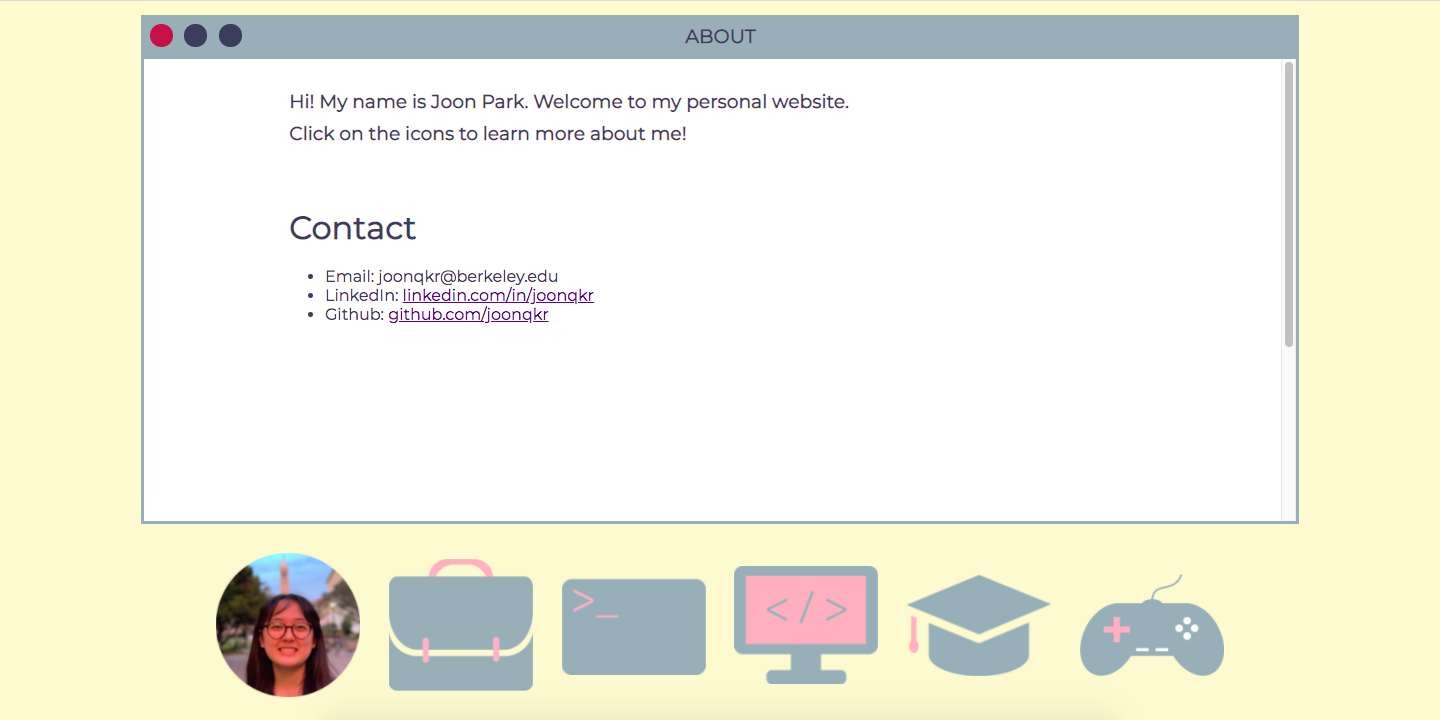 ABOUT
Hi! My name is Joon Park. Welcome to my personal website.
Click on the icons to learn more about me!
Contact
• Email: joonqkr@berkeley.edu
• LinkedIn: linkedin.com/in/joonqkr
• Github: github.com/joonqkr
>_
</>